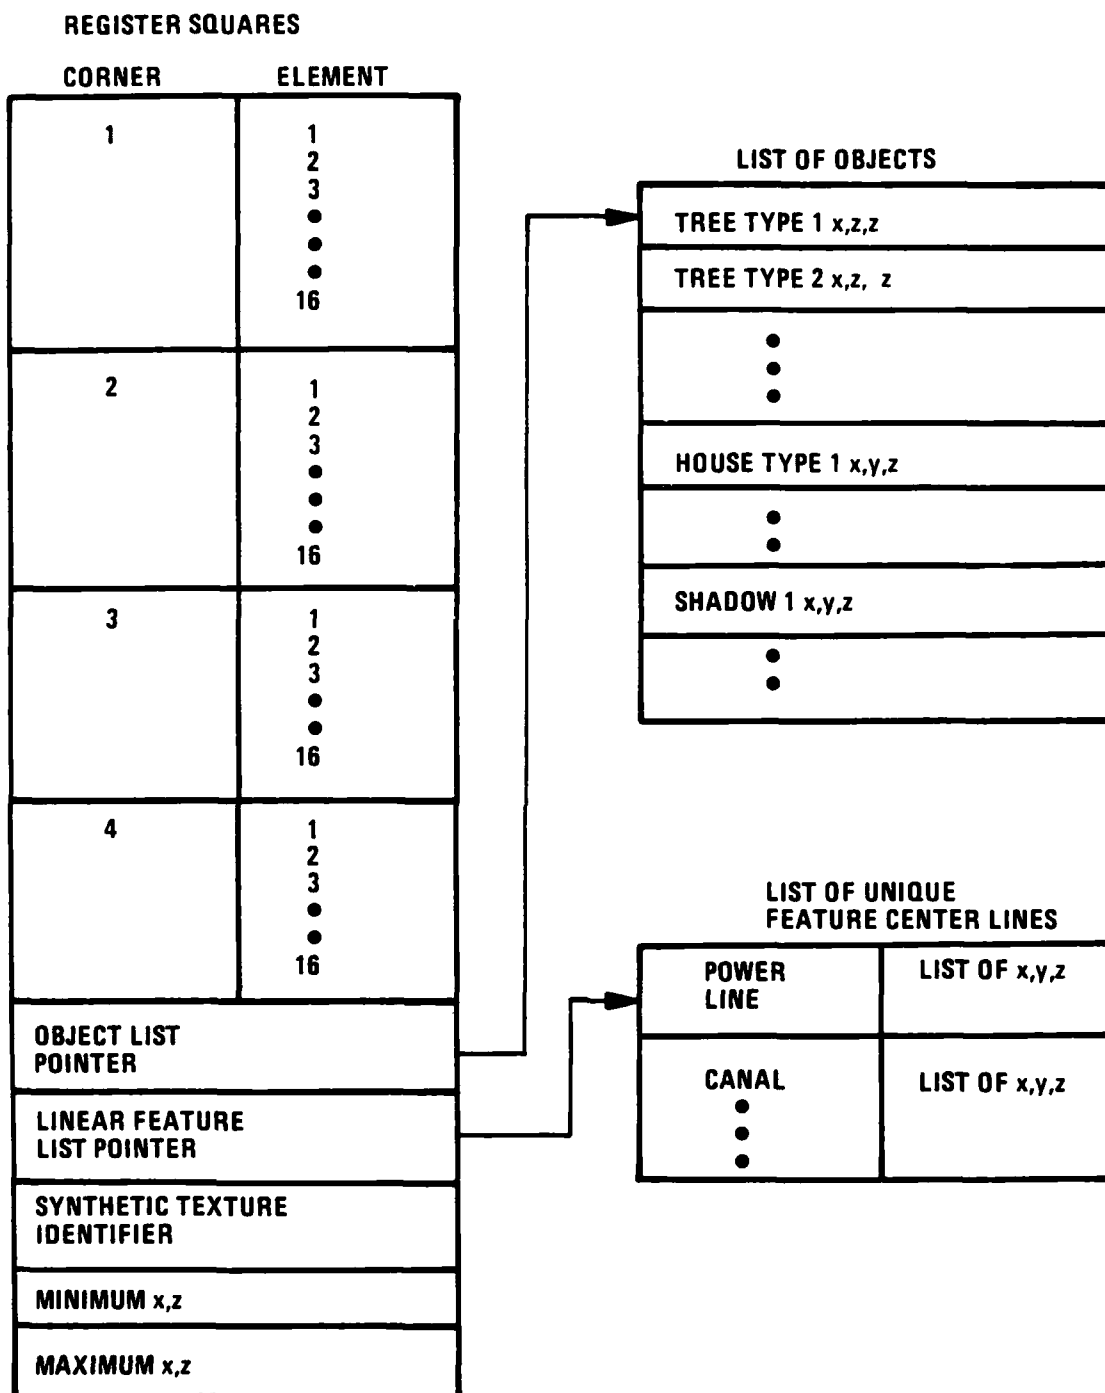 REGISTER SQUARES
CORNER ELEMENT
1 1
2
3
16
2 1
2
3
16
3 1
2
3
16
4 1
2
3
16
OBJECT LIST
POINTER
LINEAR FEATURE
LIST POINTER
SYNTHETIC TEXTURE
IDENTIFIER
MINIMUM x,z
MAXIMUM x,z
LIST OF OBJECTS
TREE TYPE 1 x,z,z
TREE TYPE 2 x,z, z
HOUSE TYPE 1 x,y,z
SHADOW 1 x,y,z
LIST OF UNIQUE
FEATURE CENTER LINES
POWER LIST OF x,y,z
LINE
CANAL LIST OF x,y,z